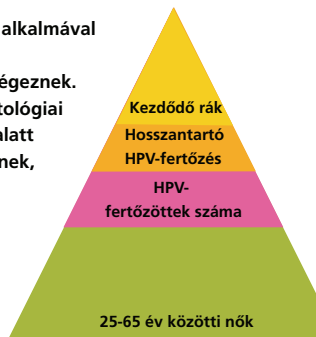 alkalmával
égeznek.
tológiai
alatt
nek,
Kezdődő rák
Hosszantartó
HPV-fertőzés
HPV-
fertőzöttek száma
25-65 év közötti nők